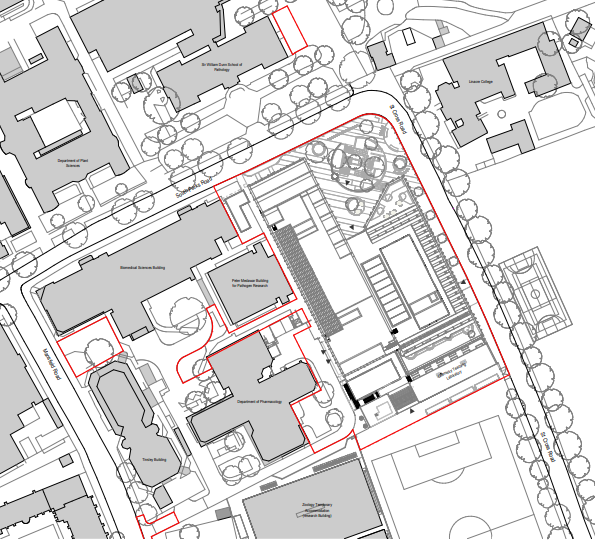 Sir William Dunn School of
Pathology
Linacre College
St Cross Road
Department of Plant
Sciences
South Parks Road
Biomedical Sciences Building
Peter Medawar Building
for Pathogen Research
Mansfield Road
Department of Pharmacology
Tinsley Building
St Cross Road
Zoology
(Research Building)